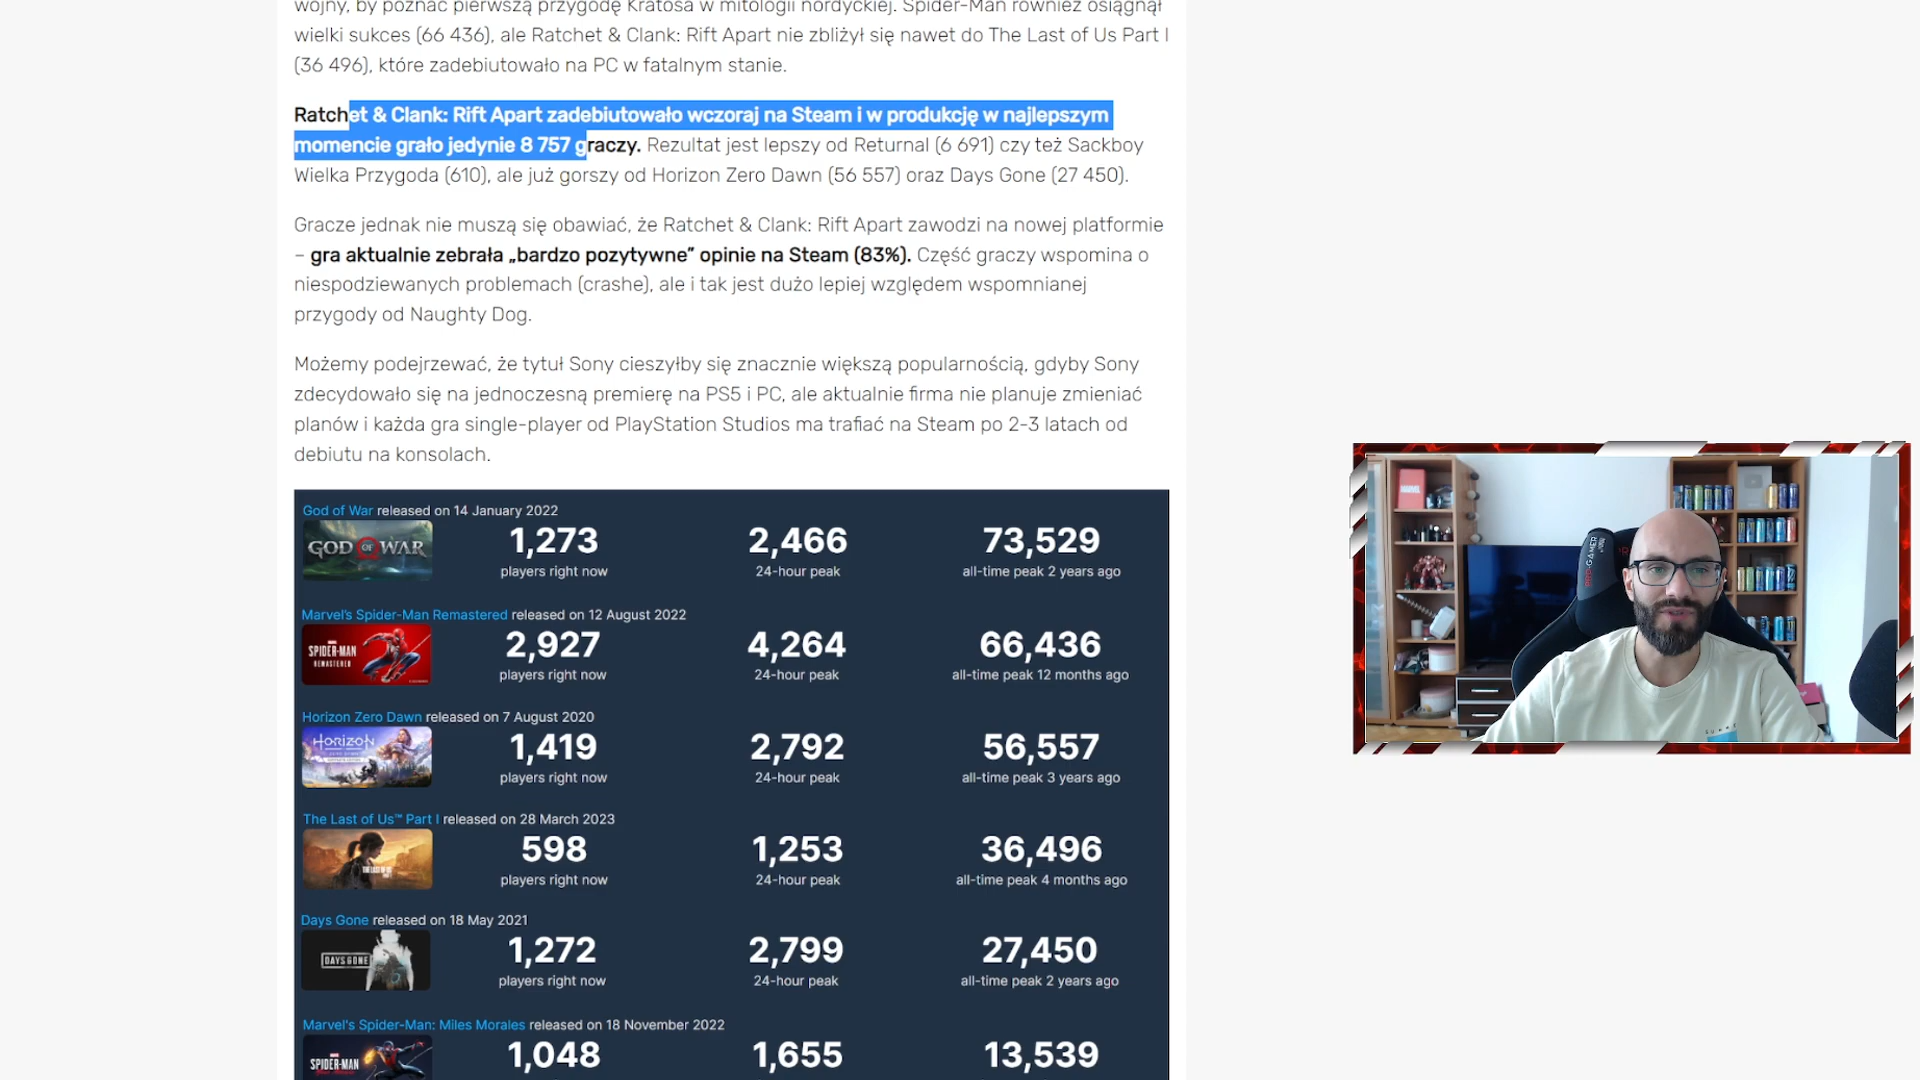 wojny, by poznać pierwszą przygodę Kratosa w mitologii nordyckiej. Spider-Man również osiągnął
wielki sukces (66 436), ale Ratchet & Clank: Rift Apart nie zbliżył się nawet do The Last of Us Part I
(36 496), które zadebiutowało na PC w fatalnym stanie.
Ratchet & Clank: Rift Apart zadebiutowało wczoraj na Steam i w produkcję w najlepszym
momencie grało jedynie 8 757 graczy. Rezultat jest lepszy od Returnal (6 691) czy też Sackboy
Wielka Przygoda (610), ale już gorszy od Horizon Zero Dawn (56 557) oraz Days Gone (27 450).
Gracze jednak nie muszą się obawiać, że Ratchet & Clank: Rift Apart zawodzi na nowej platformie
– gra aktualnie zebrała „bardzo pozytywne” opinie na Steam (83%). Część graczy wspomina o
niespodziewanych problemach (crashe), ale i tak jest dużo lepiej względem wspomnianej
przygody od Naughty Dog.
Możemy podejrzewać, że tytuł Sony cieszyłby się znacznie większą popularnością, gdyby Sony
zdecydowało się na jednoczesną premierę na PS5 i PC, ale aktualnie firma nie planuje zmieniać
planów i każda gra single-player od PlayStation Studios ma trafiać na Steam po 2-3 latach od
debiutu na konsolach.
God of War released on 14 January 2022
GOD OF WAR
1,273 2,466 73,529
players right now 24-hour peak all-time peak 2 years ago
Marvel's Spider-Man Remastered released on 12 August 2022
SPIDER-MAN
REMASTERED
2,927 4,264 66,436
players right now 24-hour peak all-time peak 12 months ago
Horizon Zero Dawn released on 7 August 2020
HORIZON
1,419 2,792 56,557
players right now 24-hour peak all-time peak 3 years ago
The Last of Us™ Part I released on 28 March 2023
THE LAST OF US
598 1,253 36,496
players right now 24-hour peak all-time peak 4 months ago
Days Gone released on 18 May 2021
DAYS GONE
1,272 2,799 27,450
players right now 24-hour peak all-time peak 2 years ago
Marvel's Spider-Man: Miles Morales released on 18 November 2022
SPIDER-MAN
1,048 1,655 13,539
MARVEL
PRO-GAMER